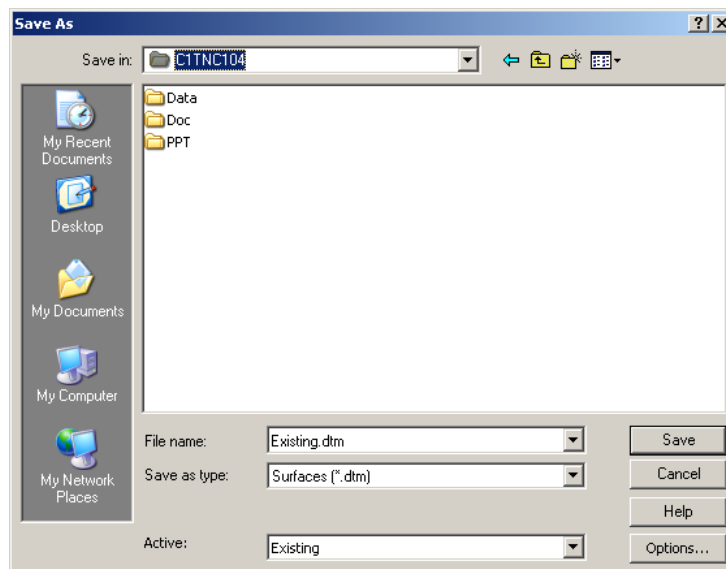 Save As
Save in:
C1TNC104
My Recent
Documents
Desktop
My Documents
My Computer
My Network
Places
Data
Doc
PPT
File name:
Existing.dtm
Save
Save as type:
Surfaces (*.dtm)
Cancel
Help
Active:
Existing
Options...